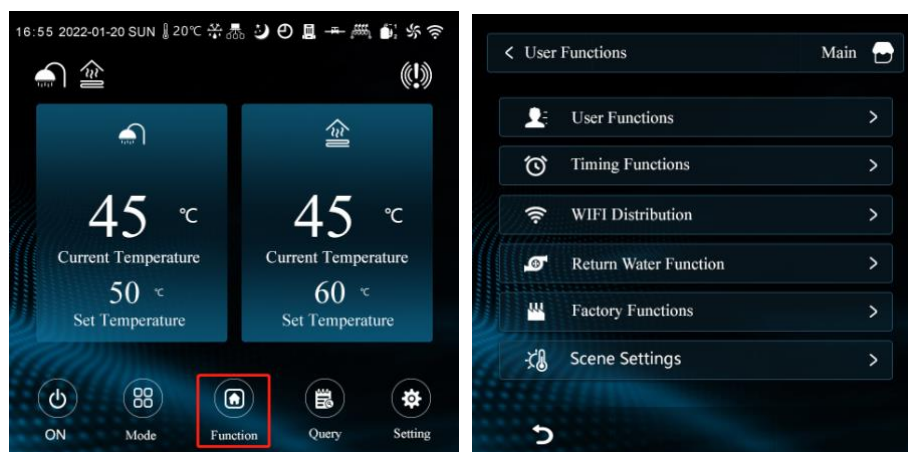 16:55 2022-01-20 SUN 20℃
45 ℃
Current Temperature
50 ℃
Set Temperature
45 ℃
Current Temperature
60 ℃
Set Temperature
ON
Mode
Function
Query
Setting
< User Functions Main
User Functions >
Timing Functions >
WIFI Distribution >
Return Water Function >
Factory Functions >
Scene Settings >